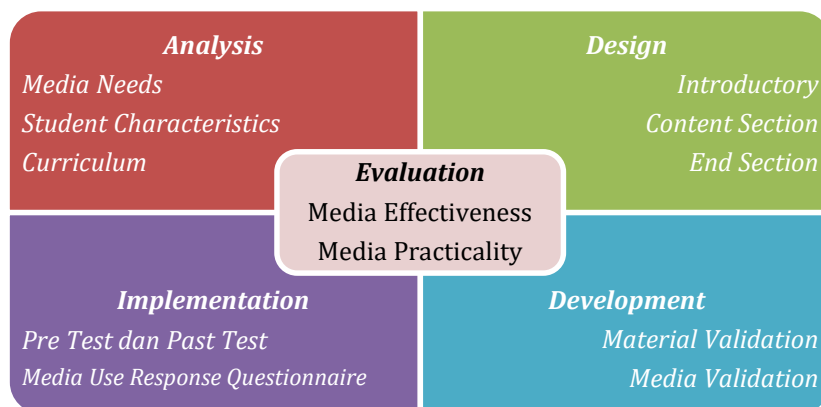 Analysis
Media Needs
Student Characteristics
Curriculum
Design
Introductory
Content Section
End Section
Evaluation
Media Effectiveness
Media Practicality
Implementation
Pre Test dan Past Test
Media Use Response Questionnaire
Development
Material Validation
Media Validation